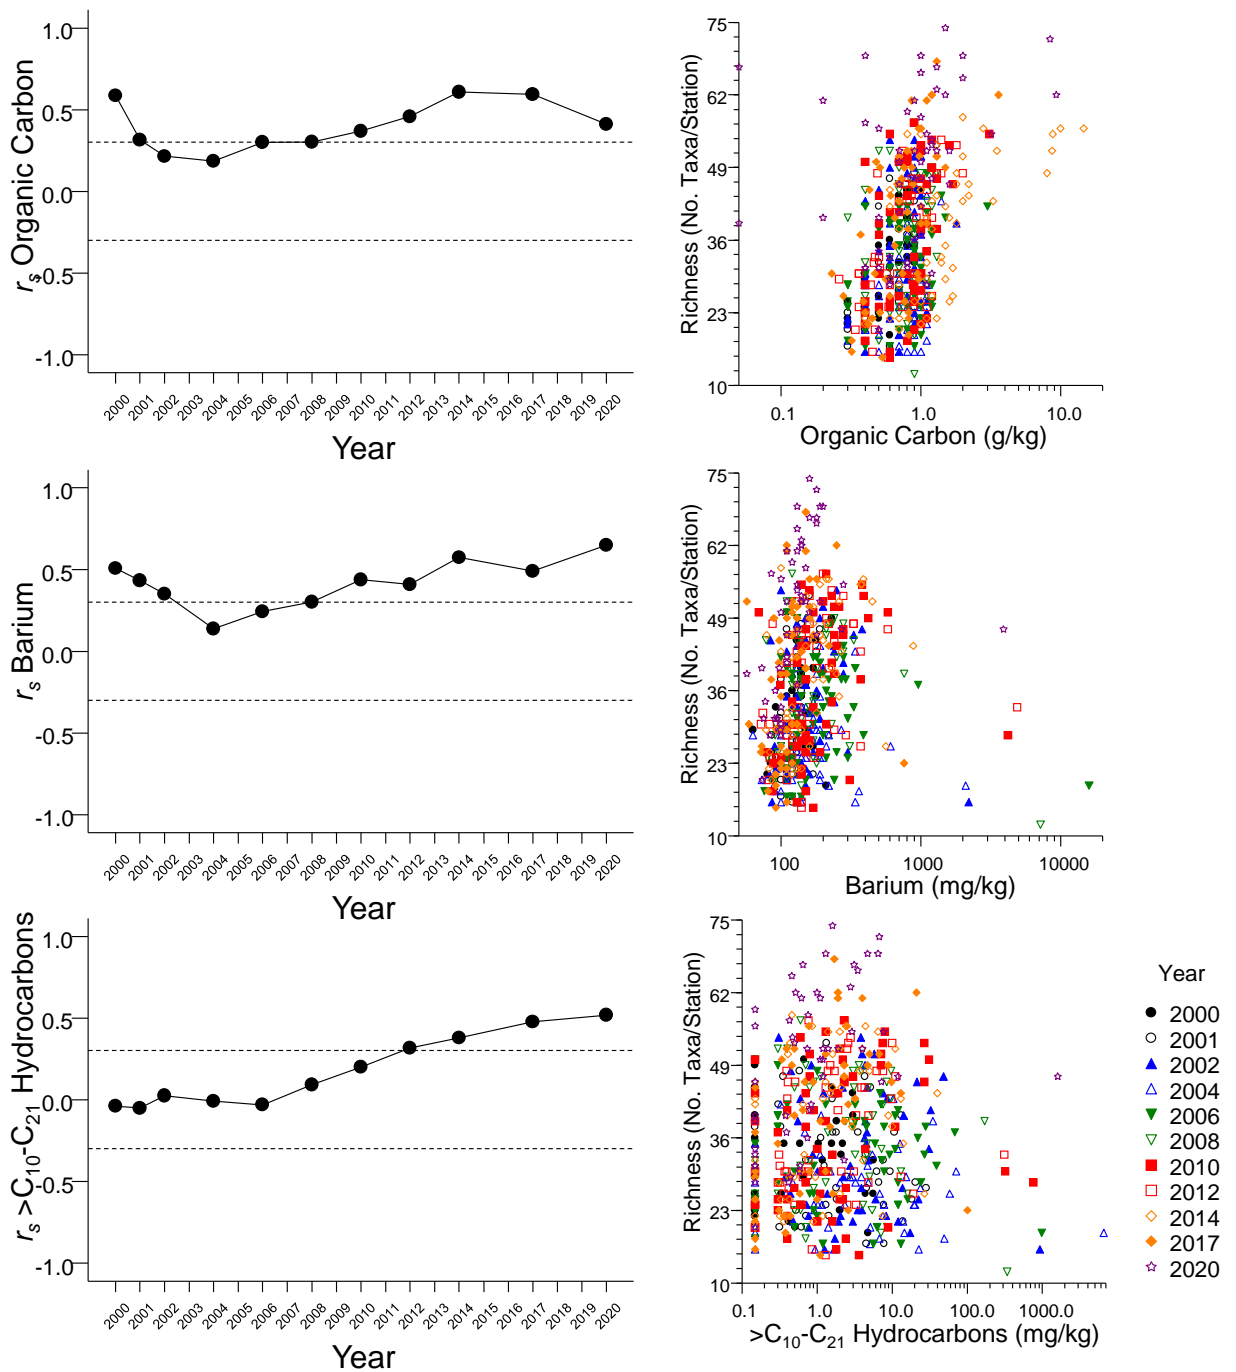 1.0
0.5
0.0
-0.5
-1.0
rs Organic Carbon
2000 2001 2002 2003 2004 2005 2006 2007 2008 2009 2010 2011 2012 2013 2014 2015 2016 2017 2018 2019 2020
Year
75
62
49
36
23
10
Richness (No. Taxa/Station)
0.1 1.0 10.0
Organic Carbon (g/kg)
1.0
0.5
0.0
-0.5
-1.0
rs Barium
2000 2001 2002 2003 2004 2005 2006 2007 2008 2009 2010 2011 2012 2013 2014 2015 2016 2017 2018 2019 2020
Year
75
62
49
36
23
10
Richness (No. Taxa/Station)
100 1000 10000
Barium (mg/kg)
1.0
0.5
0.0
-0.5
-1.0
rs >C10-C21 Hydrocarbons
2000 2001 2002 2003 2004 2005 2006 2007 2008 2009 2010 2011 2012 2013 2014 2015 2016 2017 2018 2019 2020
Year
75
62
49
36
23
10
Richness (No. Taxa/Station)
0.1 1.0 10.0 100.0 1000.0
>C10-C21 Hydrocarbons (mg/kg)
Year
2000
2001
2002
2004
2006
2008
2010
2012
2014
2017
2020